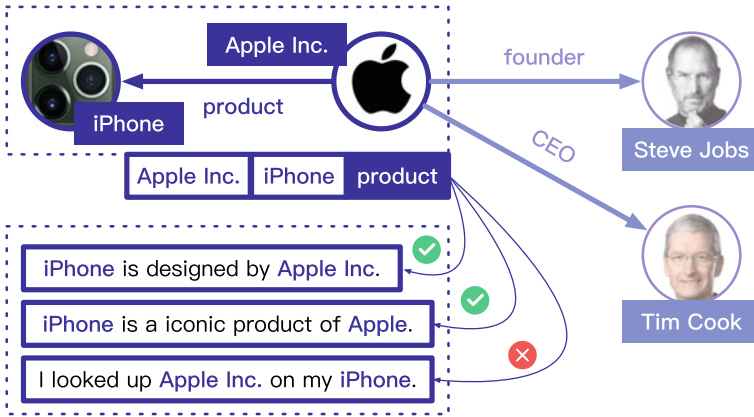 Apple Inc.
founder
product
iPhone
CEO
Steve Jobs
Apple Inc. iPhone product
iPhone is designed by Apple Inc.
iPhone is a iconic product of Apple.
Tim Cook
I looked up Apple Inc. on my iPhone.